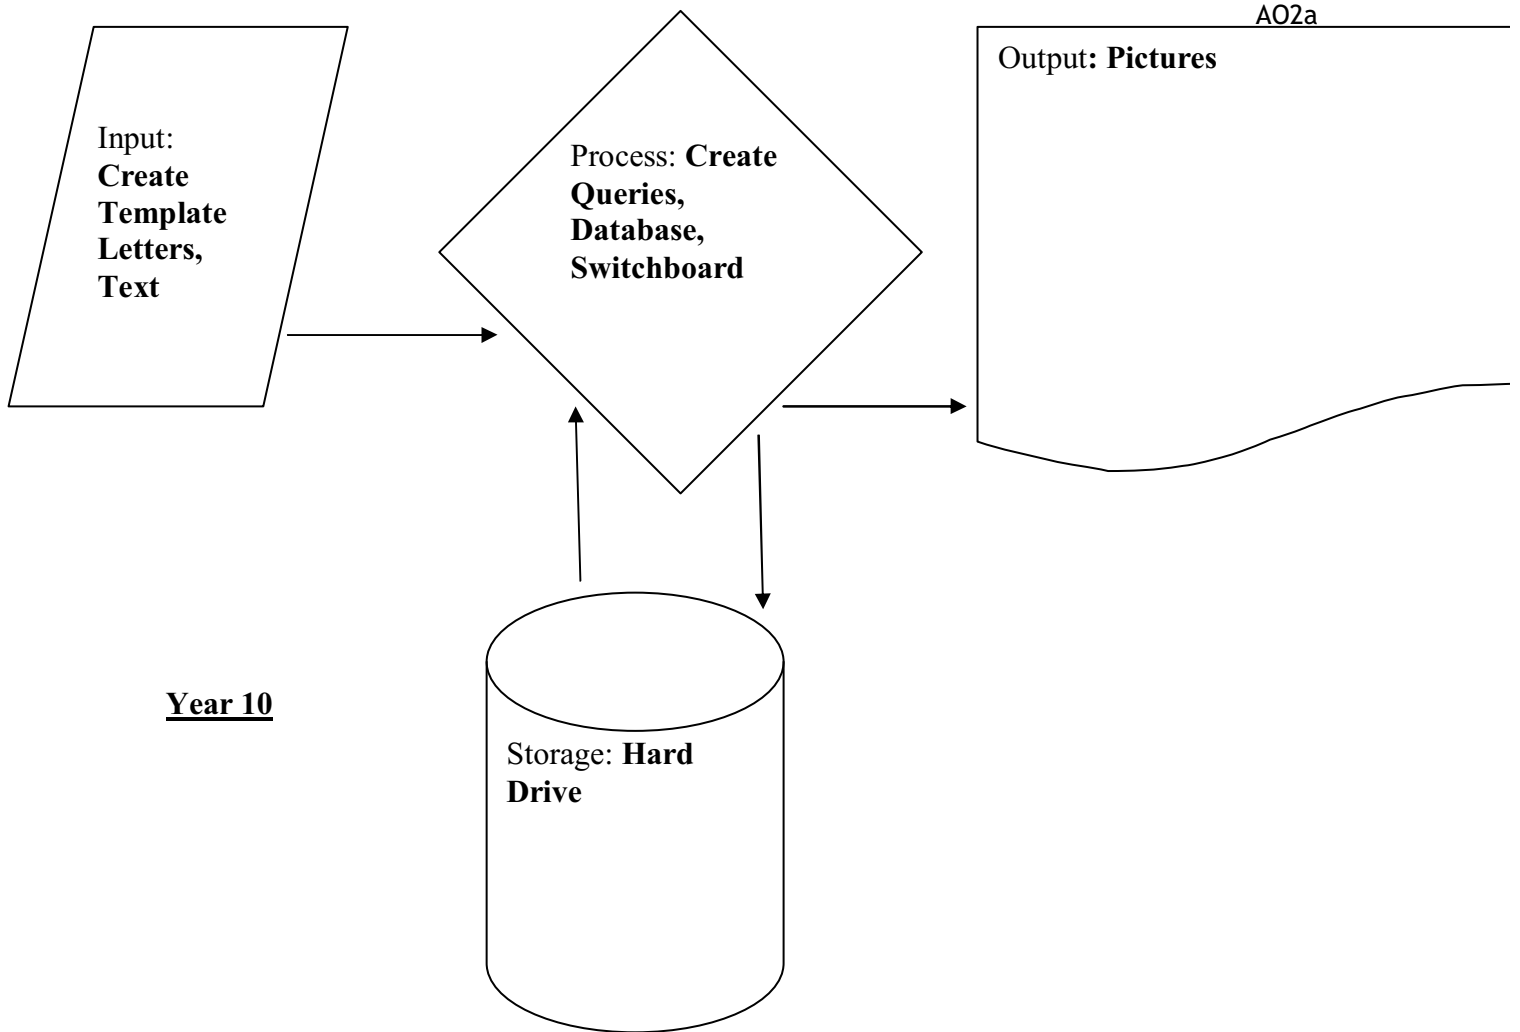 AO2a
Input:
Create
Template
Letters,
Text
Process: Create
Queries,
Database,
Switchboard
Output: Pictures
Year 10
Storage: Hard
Drive